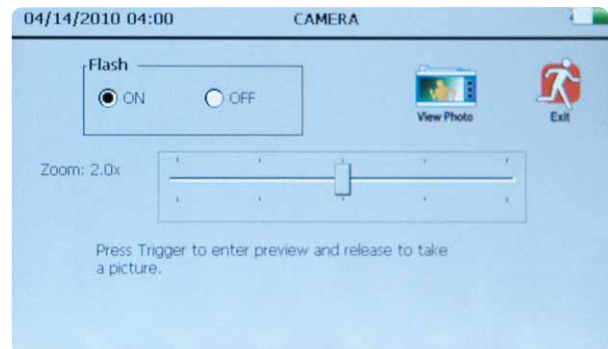 04/14/2010 04:00 CAMERA
Flash
ON OFF
View Photo Exit
Zoom: 2.0x
Press Trigger to enter preview and release to take
a picture.